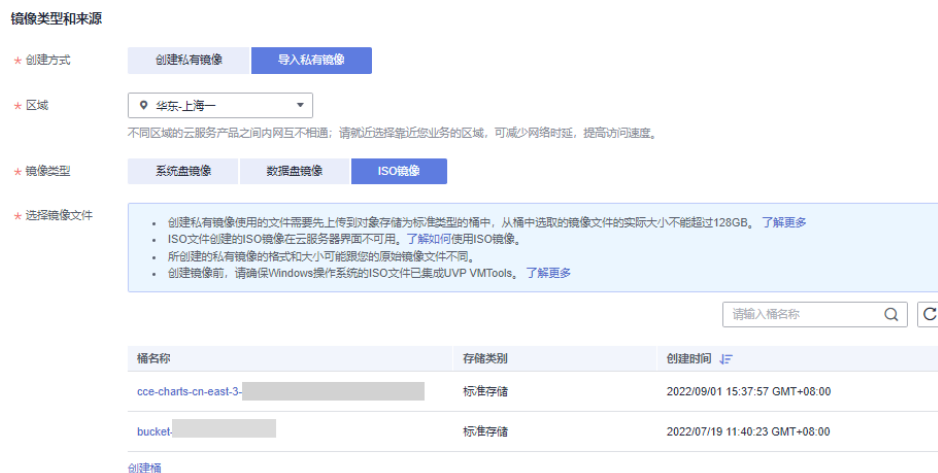 镜像类型和来源
★ 创建方式 创建私有镜像 导入私有镜像
★ 区域 华东-上海一
不同区域的云服务产品之间内网互不相通；请就近选择靠近您业务的区域，可减少网络时延，提高访问速度。
★ 镜像类型 系统盘镜像 数据盘镜像 ISO镜像
★ 选择镜像文件
• 创建私有镜像使用的文件需要先上传到对象存储为标准类型的桶中，从桶中选取的镜像文件的实际大小不能超过128GB。 了解更多
• ISO文件创建的ISO镜像在云服务器界面不可用。了解如何使用ISO镜像。
• 所创建的私有镜像的格式和大小可能跟您的原始镜像文件不同。
• 创建镜像前，请确保Windows操作系统的ISO文件已集成UVP VMTools。 了解更多
请输入桶名称
桶名称 存储类别 创建时间
cce-charts-cn-east-3- 标准存储 2022/09/01 15:37:57 GMT+08:00
bucket- 标准存储 2022/07/19 11:40:23 GMT+08:00
创建桶